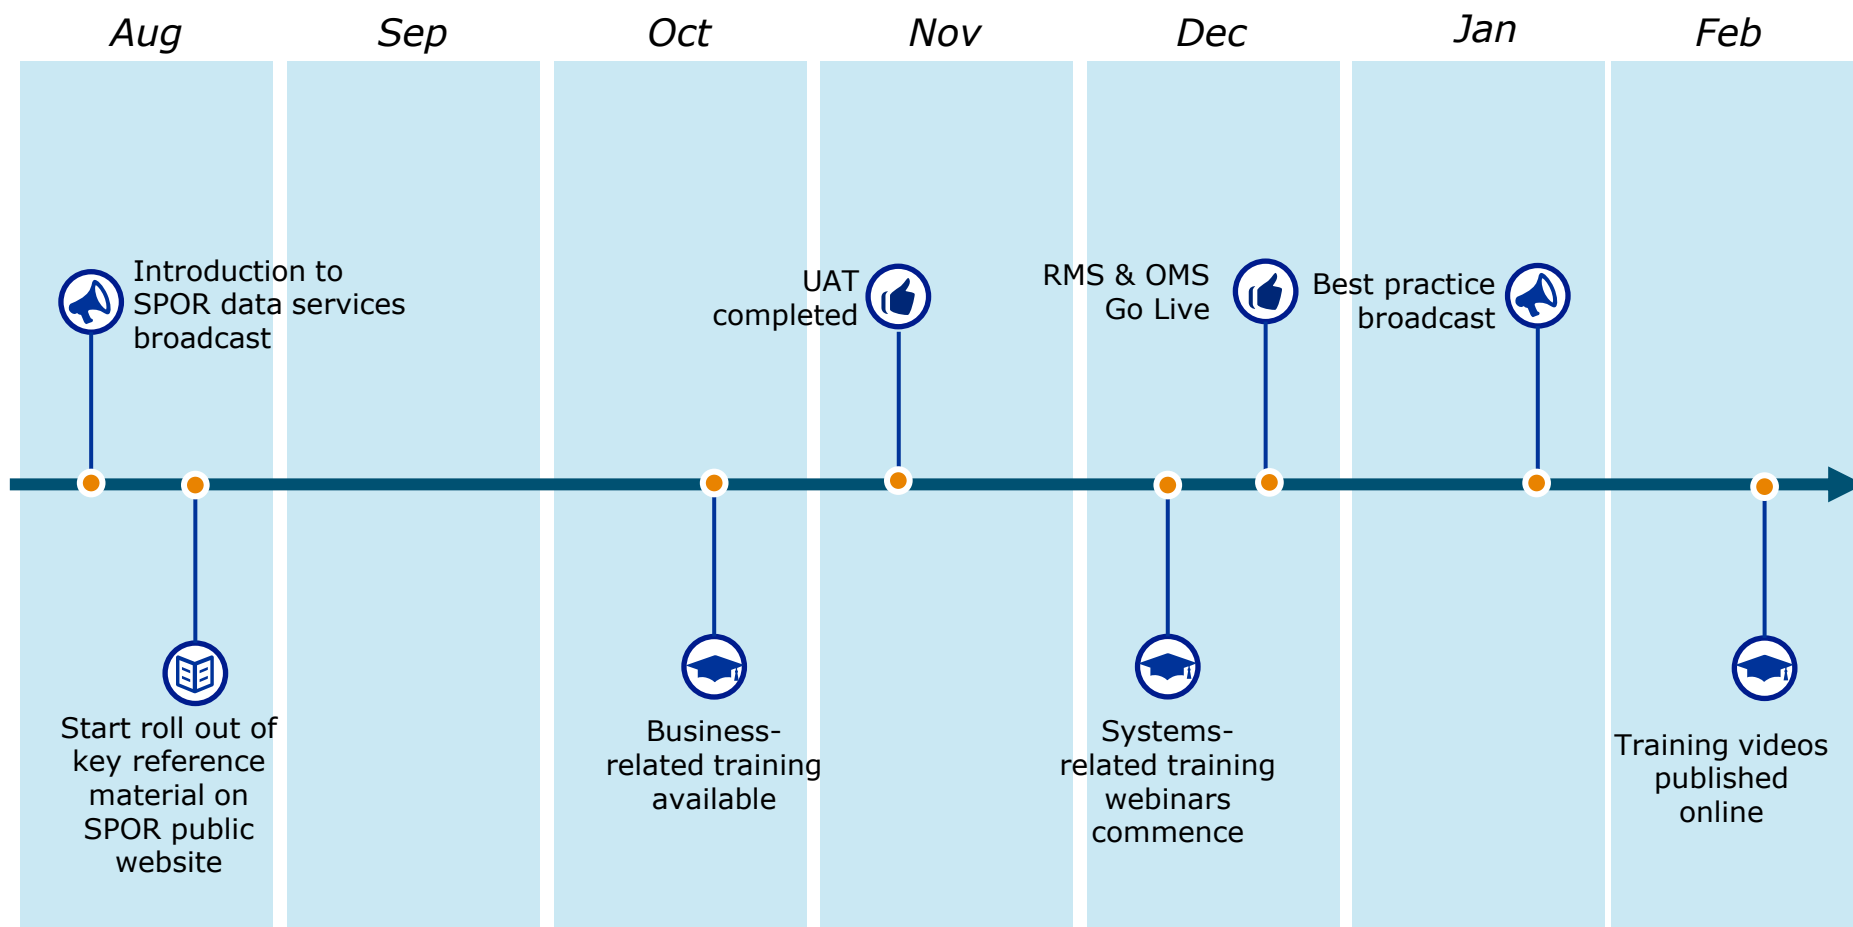 Aug
Sep
Oct
Nov
Dec
Jan
Feb
Introduction to
SPOR data services
broadcast
UAT
completed
RMS & OMS
Go Live
Best practice
broadcast
Start roll out of
key reference
material on
SPOR public
website
Business-
related training
available
Systems-
related training
webinars
commence
Training videos
published
online